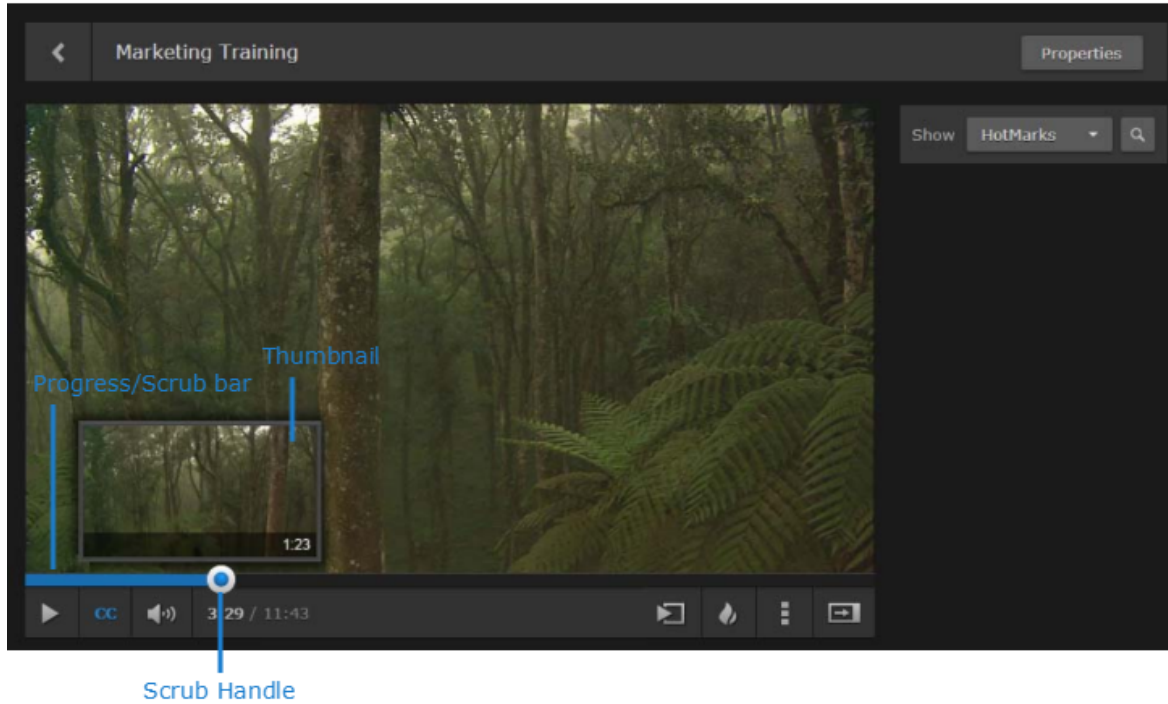 Marketing Training
Properties
Show HotMarks
Thumbnail
Progress/Scrub bar
1:23
CC 3:29 / 11:43
Scrub Handle